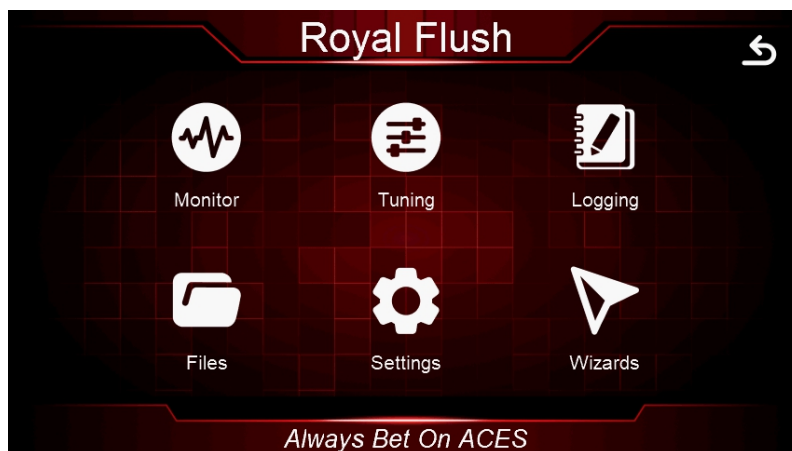 Royal Flush
Monitor
Tuning
Logging
Files
Settings
Wizards
Always Bet On ACES